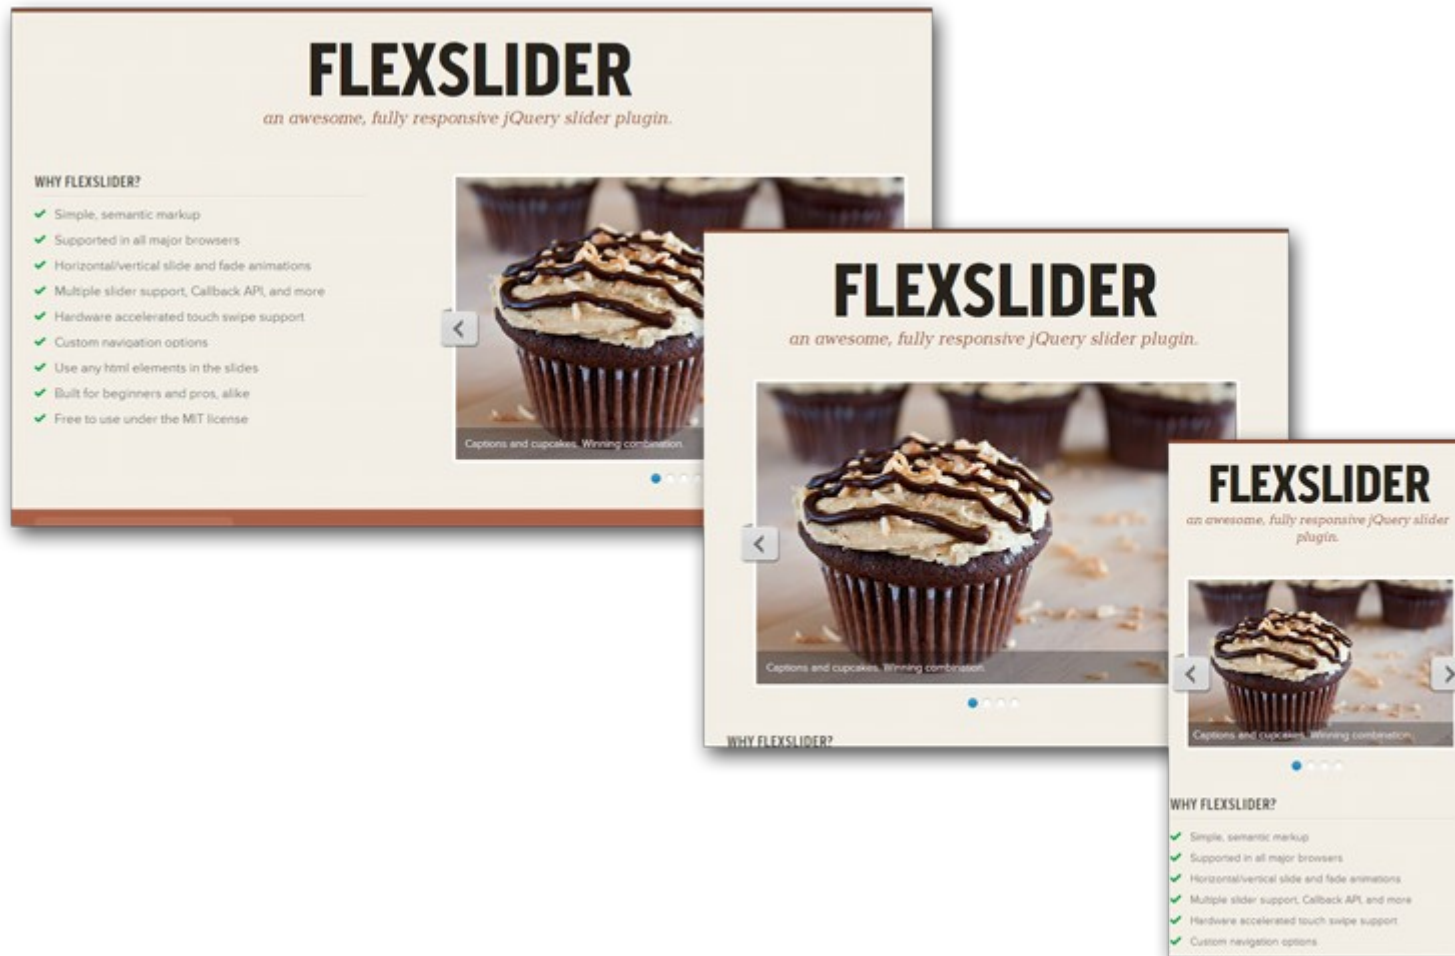 FLEXSLIDER
an awesome, fully responsive jQuery slider plugin.
WHY FLEXSLIDER?
Simple, semantic markup
Supported in all major browsers
Horizontal/vertical slide and fade animations
Multiple slider support, Callback API, and more
Hardware accelerated touch swipe support
Custom navigation options
Use any html elements in the slides
Built for beginners and pros, alike
Free to use under the MIT license
Captions and cupcakes. Winning combination.
FLEXSLIDER
an awesome, fully responsive jQuery slider plugin.
Captions and cupcakes. Winning combination.
WHY FLEXSLIDER?
FLEXSLIDER
an awesome, fully responsive jQuery slider
plugin.
Captions and cupcakes. Winning combination.
WHY FLEXSLIDER?
Simple, semantic markup
Supported in all major browsers
Horizontal/vertical slide and fade animations
Multiple slider support, Callback API, and more
Hardware accelerated touch swipe support
Custom navigation options